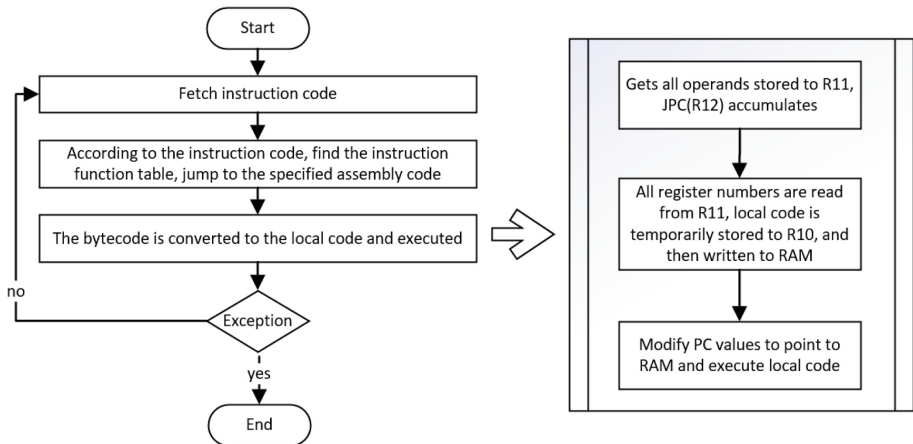 Start
Fetch instruction code
According to the instruction code, find the instruction
function table, jump to the specified assembly code
The bytecode is converted to the local code and executed
no
Exception
yes
End
Gets all operands stored to R11,
JPC(R12) accumulates
All register numbers are read
from R11, local code is
temporarily stored to R10, and
then written to RAM
Modify PC values to point to
RAM and execute local code